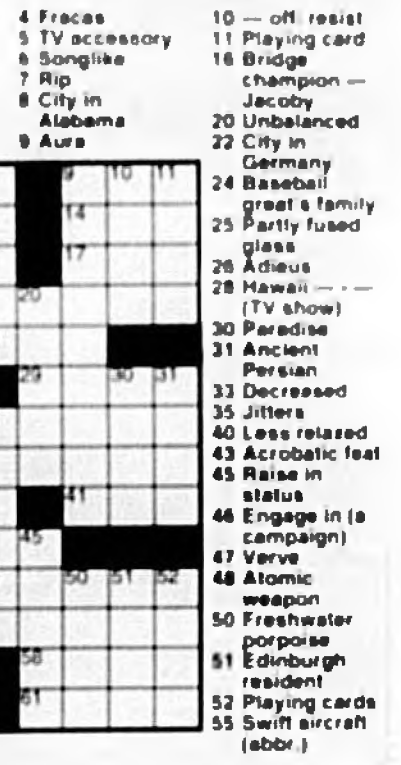 4 Fracas
5 TV accessory
6 Songlike
7 Rip
8 City in
Alabama
9 Aura
10 — off resist
11 Playing card
16 Bridge
champion —
Jacoby
20 Unbalanced
22 City in
Germany
24 Baseball
great's family
25 Partly fused
glass
26 Adieus
28 Hawaii — - —
(TV show)
30 Paradise
31 Ancient
Persian
33 Decreased
35 Jitters
40 Less relaxed
43 Acrobatic feat
45 Raise in
status
46 Engage in (a
campaign)
47 Verve
48 Atomic
weapon
50 Freshwater
porpoise
51 Edinburgh
resident
52 Playing cards
55 Swift aircraft
(abbr.)
9 10 11
14
17
20
29 30 31
41
45
50 51 52
58
61